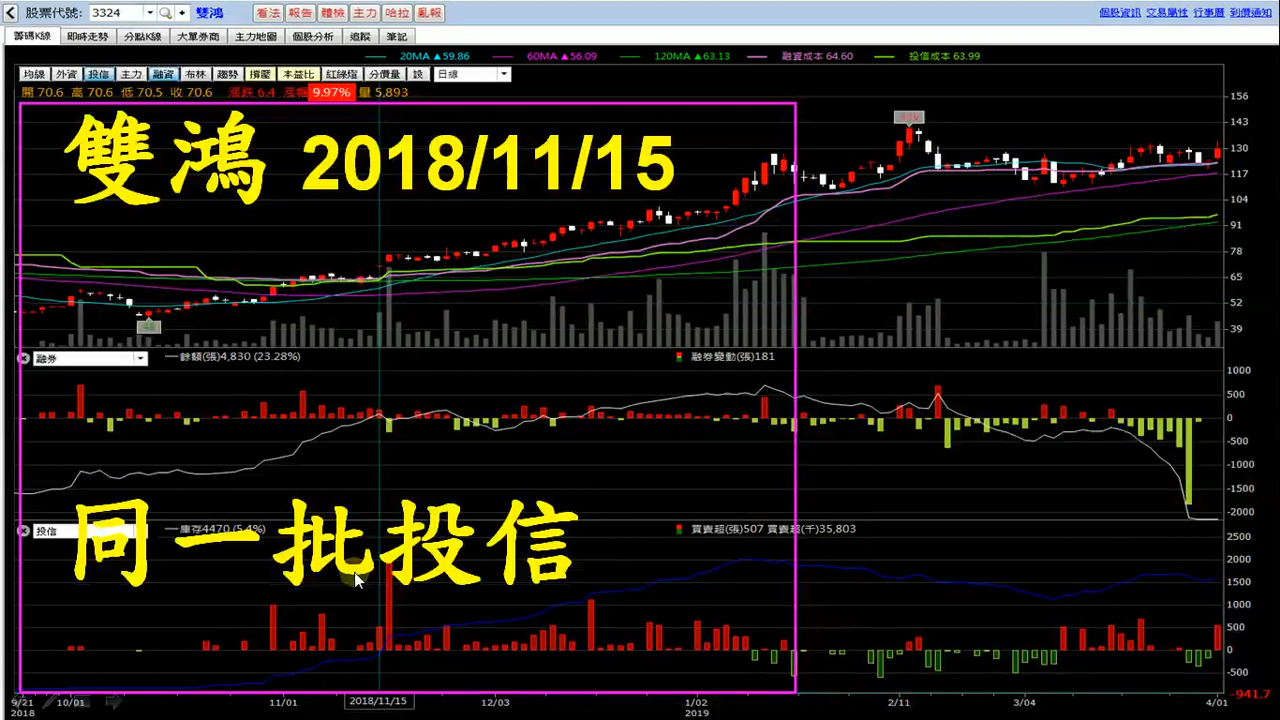 股票代號: 3324 雙鴻 看法 報告 體檢 主力 哈拉 亂報 個股資訊 交易屬性 行事曆 到價通知
籌碼K線 即時走勢 分點K線 大單券商 主力地圖 個股分析 追蹤 筆記
20MA ▲59.86 60MA ▲56.09 120MA ▲63.13 融資成本 64.60 投信成本 63.99
均線 外資 投信 主力 融資 布林 趨勢 撐壓 本益比 紅綠燈 分價量 設 日線
開 70.6 高 70.6 低 70.5 收 70.6 漲跌 6.4 漲幅 9.97% 量 5,893
雙鴻 2018/11/15
156
143
130
117
104
91
78
65
52
39
融券 餘額(張)4,830 (23.28%) 融券變動(張)181
1000
500
0
-500
-1000
-1500
-2000
投信 庫存4470 (5.4%) 買賣超(張)507 買賣超(千)35,803
同一批投信
2500
2000
1500
1000
500
0
-500
-941.7
9/21 10/01 11/01 2018/11/15 12/03 1/02 2/11 3/04 4/01
2018 2019